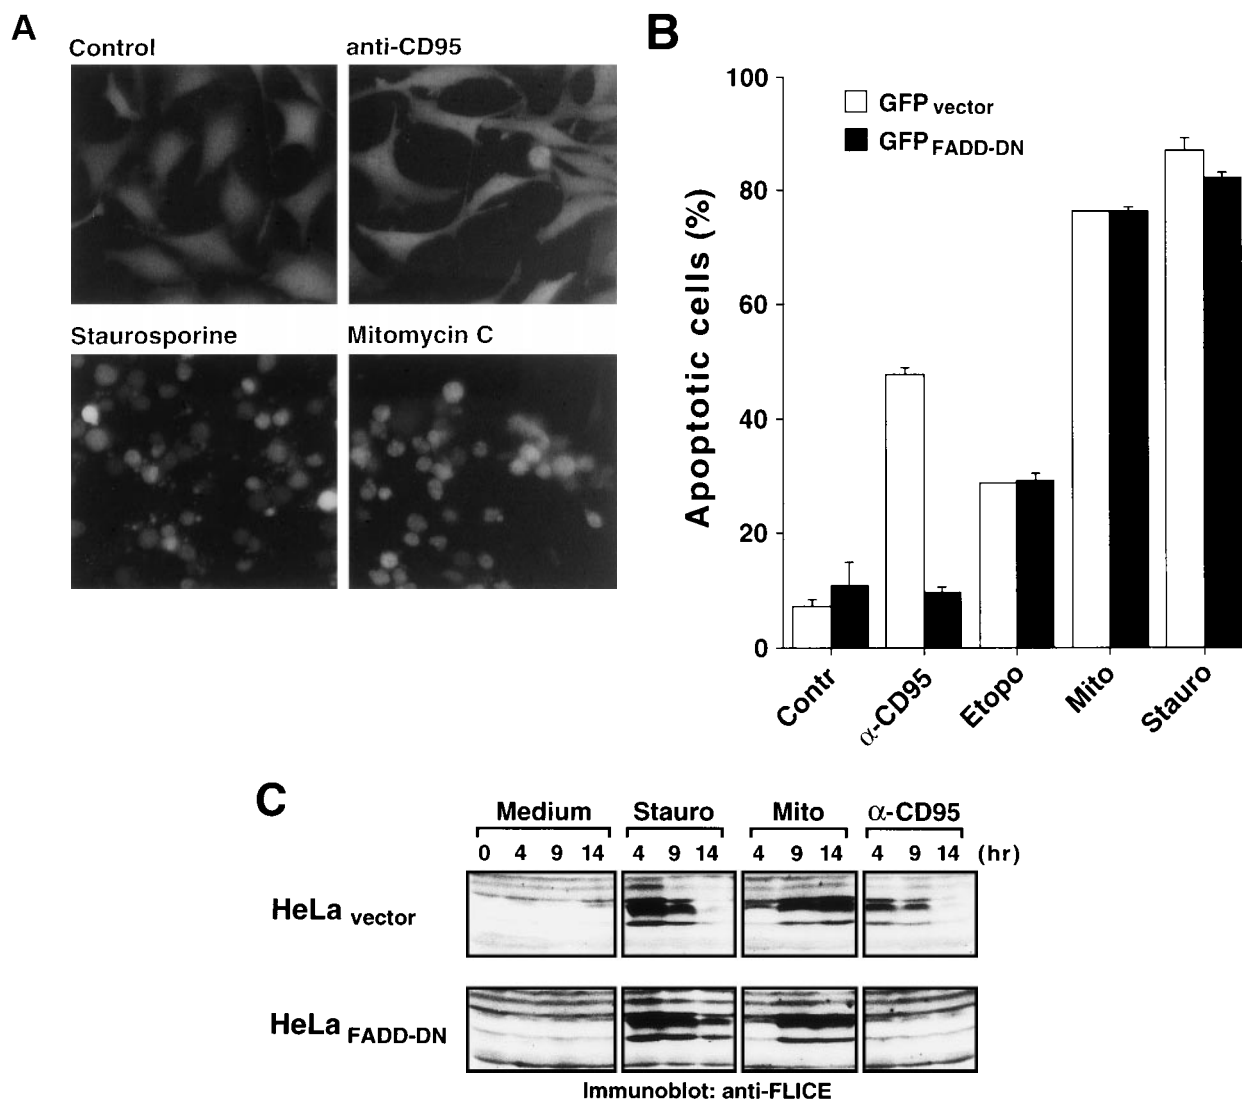 A
Control
anti-CD95
Staurosporine
Mitomycin C
B
100
80
60
40
20
0
Apoptotic cells (%)
GFP vector
GFP FADD-DN
Contr
α-CD95
Etopo
Mito
Stauro
C
Medium Stauro Mito α-CD95
0 4 9 14 4 9 14 4 9 14 4 9 14 (hr)
HeLa vector
HeLa FADD-DN
Immunoblot: anti-FLICE